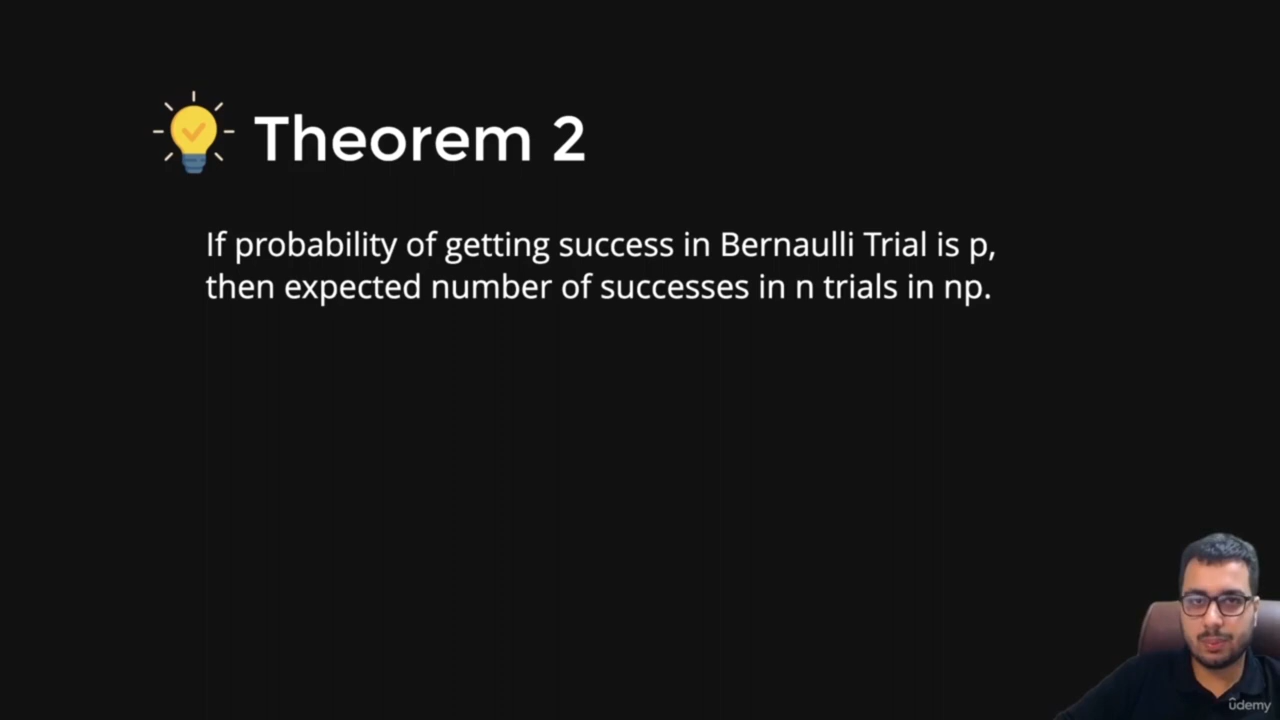 Theorem 2
If probability of getting success in Bernaulli Trial is p,
then expected number of successes in n trials in np.
ûdemy